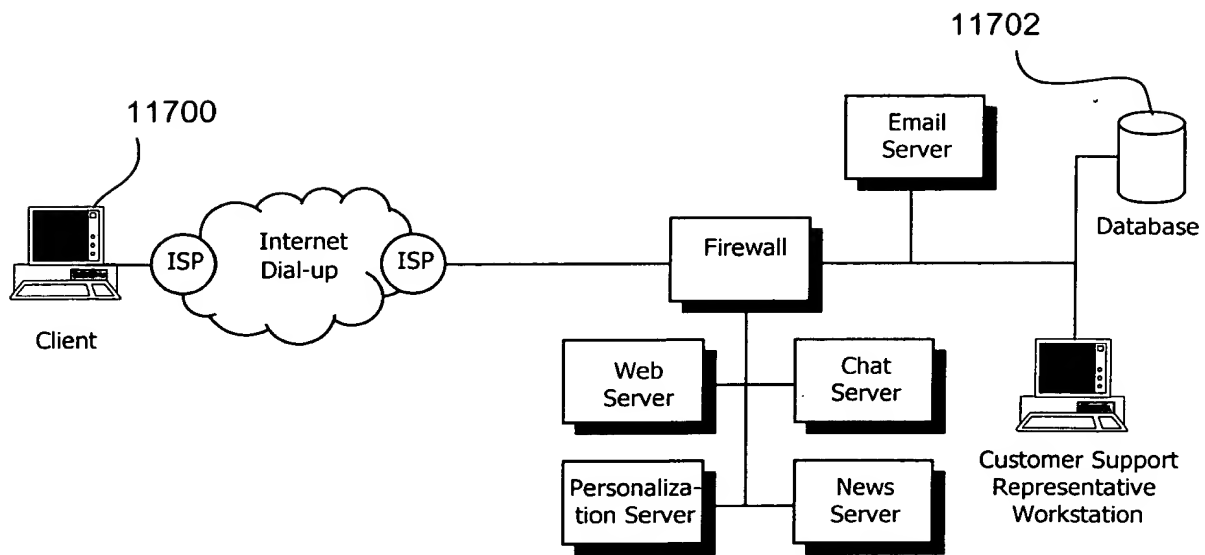 11702
11700
Email
Server
Database
ISP
Internet
Dial-up
ISP
Firewall
Client
Web
Server
Chat
Server
Personaliza-
tion Server
News
Server
Customer Support
Representative
Workstation